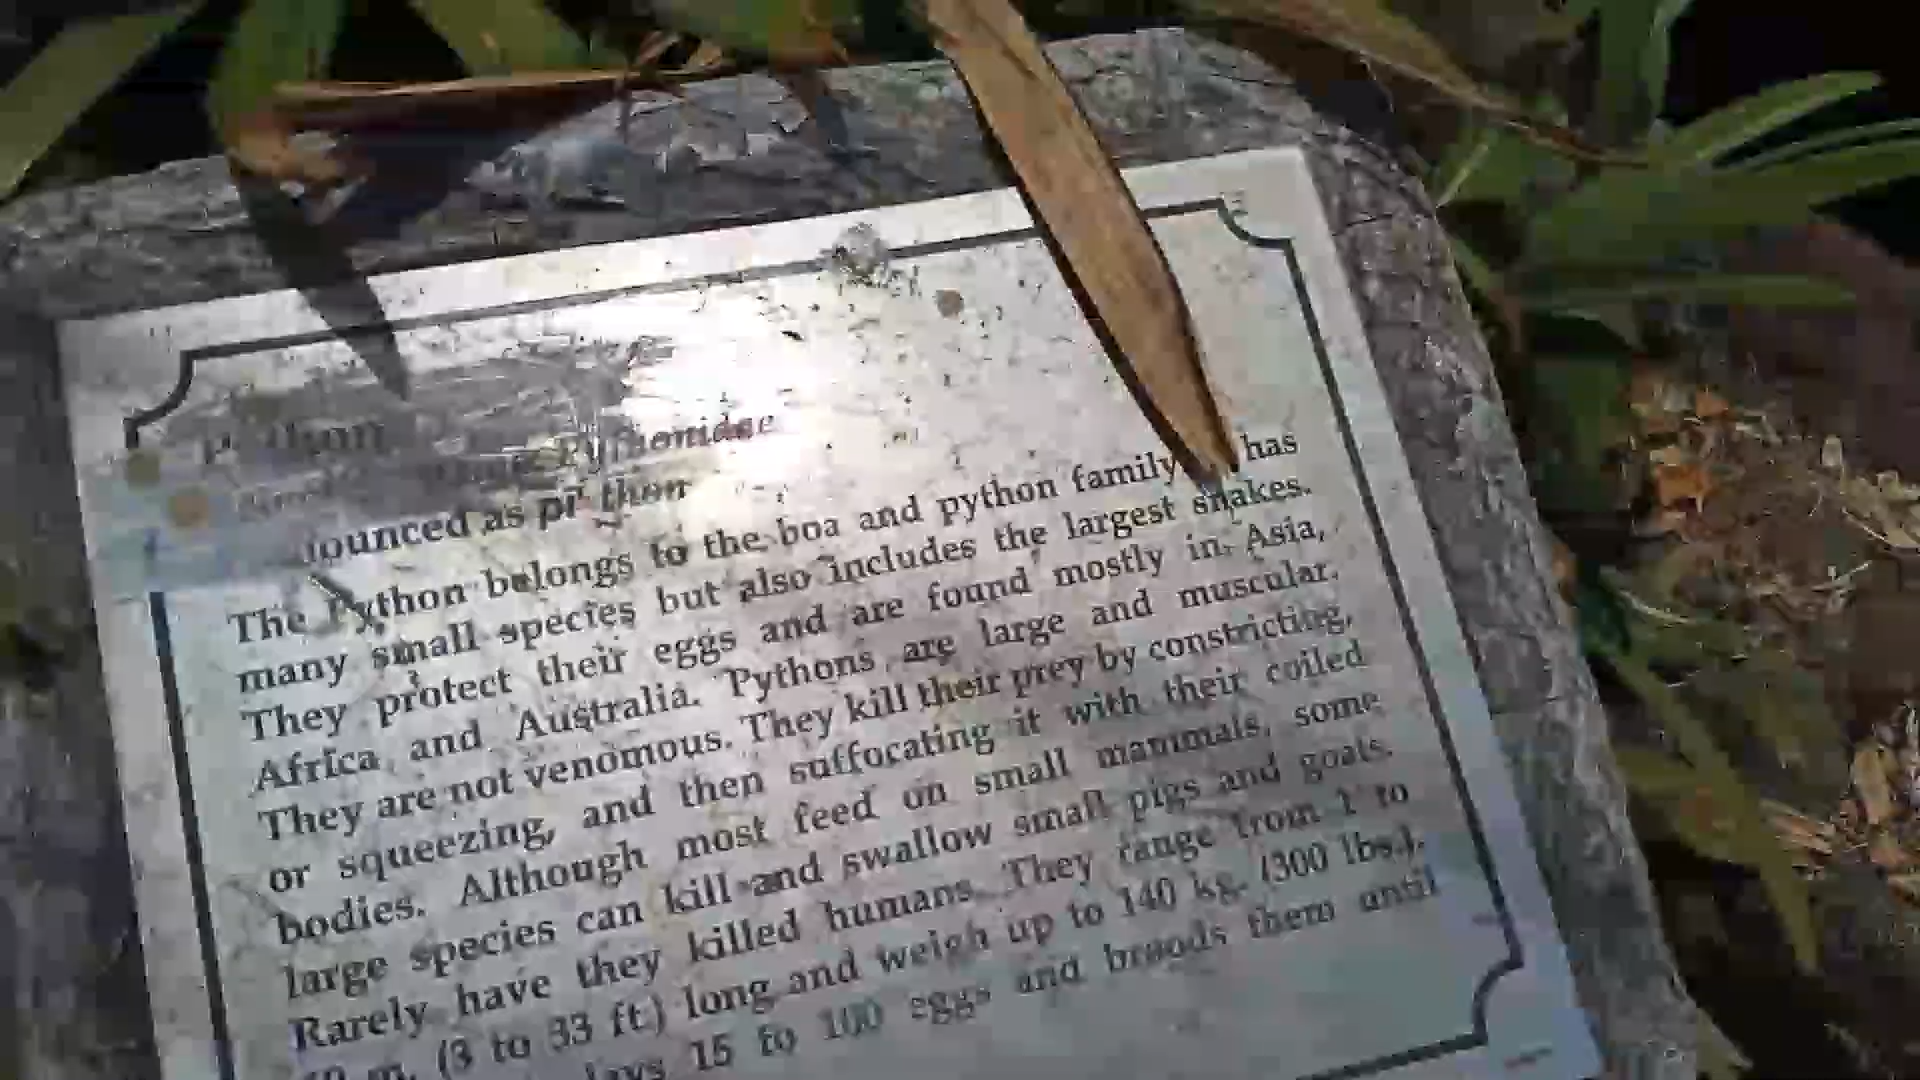 Pythonidae
as pi' thon
The Python belongs to the boa and python family has
many small species but also includes the largest snakes.
They protect their eggs and are found mostly in Asia,
Africa and Australia. Pythons are large and muscular.
They are not venomous. They kill their prey by constricting,
or squeezing, and then suffocating it with their coiled
bodies. Although most feed on small mammals, some
large species can kill and swallow small pigs and goats.
Rarely have they killed humans. They range from 1 to
m. (3 to 33 ft) long and weigh up to 140 kg. (300 lbs.).
lays 15 to 100 eggs and broods them until